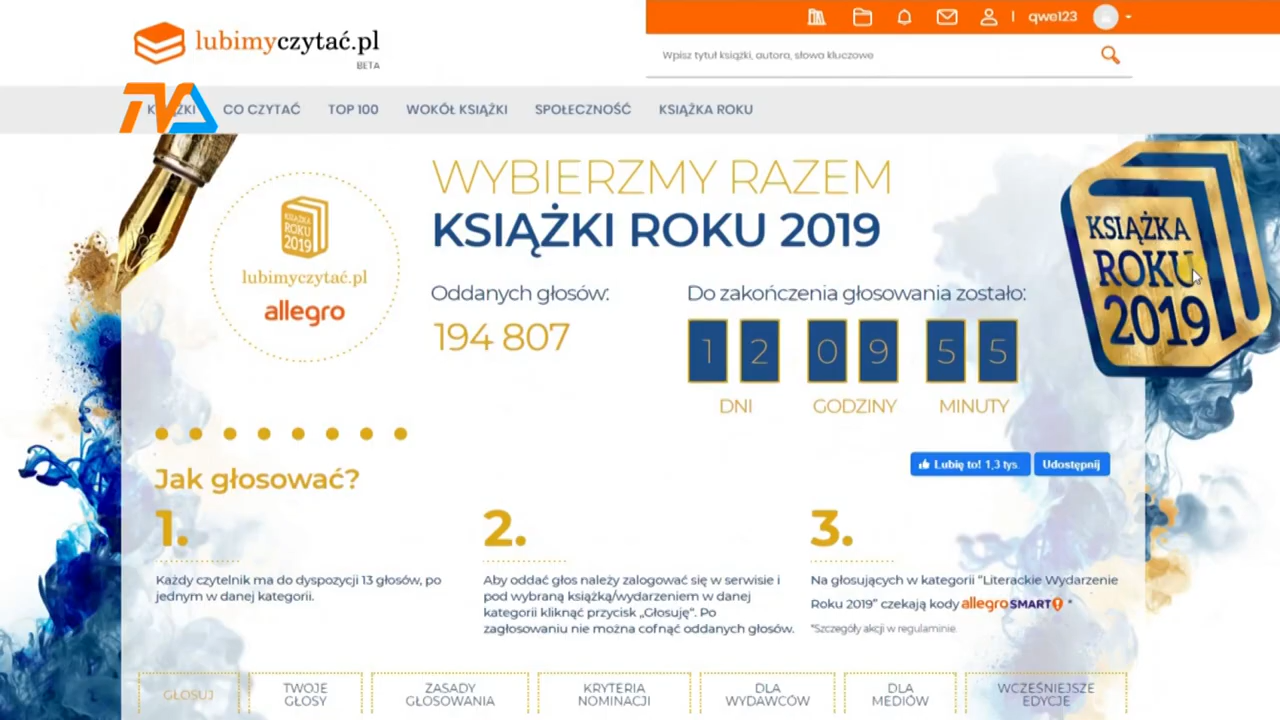 lubimyczytać.pl
BETA
qwe123
Wpisz tytuł książki, autora, słowa kluczowe
TVA
KSIĄŻKI CO CZYTAĆ TOP 100 WOKÓŁ KSIĄŻKI SPOŁECZNOŚĆ KSIĄŻKA ROKU
WYBIERZMY RAZEM
KSIĄŻKI ROKU 2019
KSIĄŻKA
ROKU
2019
lubimyczytać.pl
allegro
Oddanych głosów:
194 807
Do zakończenia głosowania zostało:
1 2 0 9 5 5
DNI GODZINY MINUTY
KSIĄŻKA
ROKU
2019
Lubię to! 1,3 tys. Udostępnij
Jak głosować?
1.
Każdy czytelnik ma do dyspozycji 13 głosów, po
jednym w danej kategorii.
2.
Aby oddać głos należy zalogować się w serwisie i
pod wybraną książką/wydarzeniem w danej
kategorii kliknąć przycisk „Głosuję”. Po
zagłosowaniu nie można cofnąć oddanych głosów.
3.
Na głosujących w kategorii “Literackie Wydarzenie
Roku 2019” czekają kody allegro SMART! *
*Szczegóły akcji w regulaminie.
GŁOSUJ
TWOJE
GŁOSY
ZASADY
GŁOSOWANIA
KRYTERIA
NOMINACJI
DLA
WYDAWCÓW
DLA
MEDIÓW
WCZEŚNIEJSZE
EDYCJE